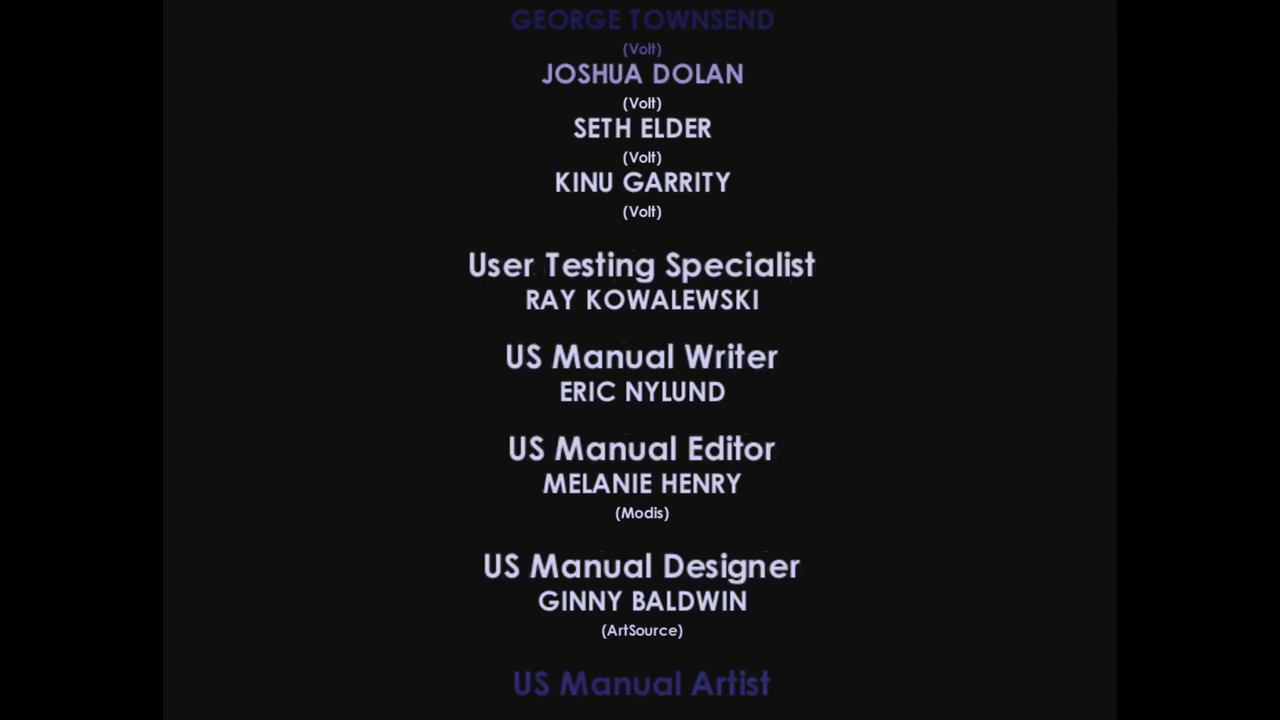 GEORGE TOWNSEND
(Volt)
JOSHUA DOLAN
(Volt)
SETH ELDER
(Volt)
KINU GARRITY
(Volt)
User Testing Specialist
RAY KOWALEWSKI
US Manual Writer
ERIC NYLUND
US Manual Editor
MELANIE HENRY
(Modis)
US Manual Designer
GINNY BALDWIN
(ArtSource)
US Manual Artist